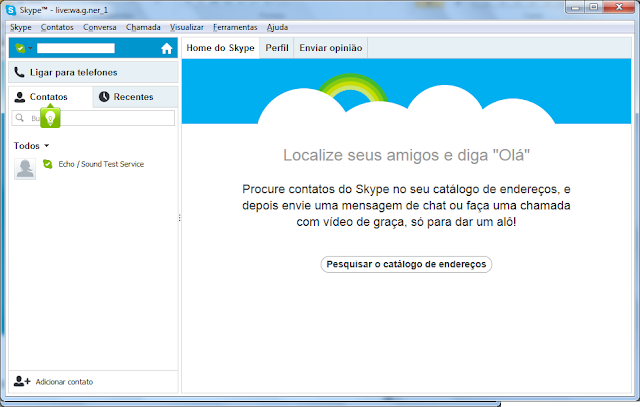 Skype™ - live:wa.g.ner_1
Skype Contatos Conversa Chamada Visualizar Ferramentas Ajuda
Home do Skype Perfil Enviar opinião
Ligar para telefones
Contatos Recentes
Bu
Todos
Echo / Sound Test Service
Localize seus amigos e diga "Olá"
Procure contatos do Skype no seu catálogo de endereços, e
depois envie uma mensagem de chat ou faça uma chamada
com vídeo de graça, só para dar um alô!
Pesquisar o catálogo de endereços
Adicionar contato